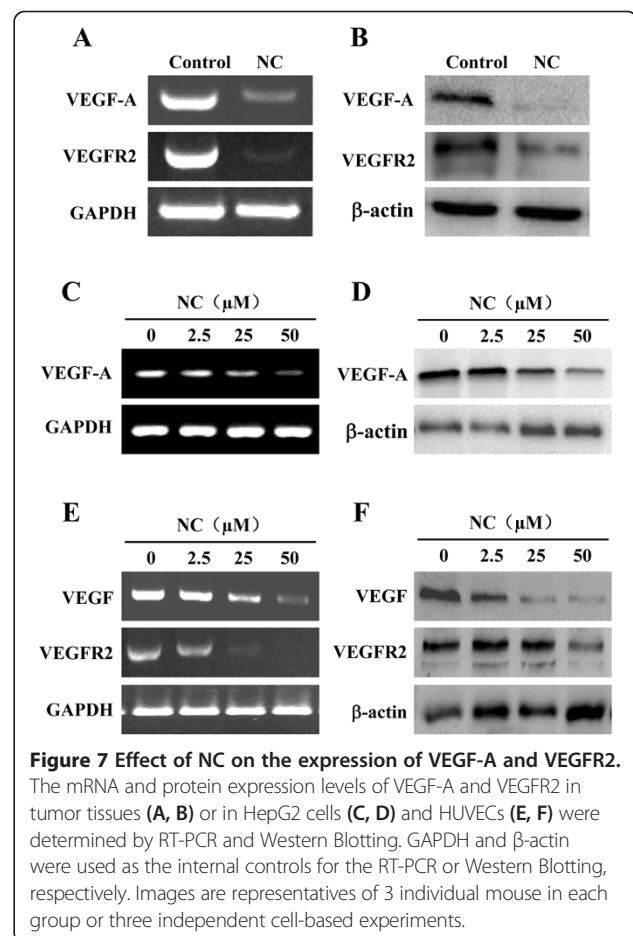 A
B
Control NC
Control NC
VEGF-A
VEGF-A
VEGFR2
VEGFR2
GAPDH
β-actin
C
D
NC (μM)
NC (μM)
0 2.5 25 50
0 2.5 25 50
VEGF-A
VEGF-A
GAPDH
β-actin
E
F
NC (μM)
NC (μM)
0 2.5 25 50
0 2.5 25 50
VEGF
VEGF
VEGFR2
VEGFR2
GAPDH
β-actin
Figure 7 Effect of NC on the expression of VEGF-A and VEGFR2.
The mRNA and protein expression levels of VEGF-A and VEGFR2 in
tumor tissues (A, B) or in HepG2 cells (C, D) and HUVECs (E, F) were
determined by RT-PCR and Western Blotting. GAPDH and β-actin
were used as the internal controls for the RT-PCR or Western Blotting,
respectively. Images are representatives of 3 individual mouse in each
group or three independent cell-based experiments.